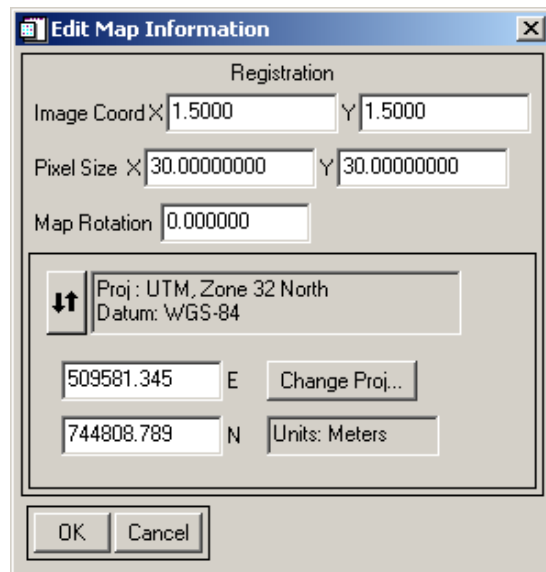 Edit Map Information
Registration
Image Coord X 1.5000 Y 1.5000
Pixel Size X 30.00000000 Y 30.00000000
Map Rotation 0.000000
Proj : UTM, Zone 32 North
Datum: WGS-84
509581.345 E Change Proj...
744808.789 N Units: Meters
OK Cancel